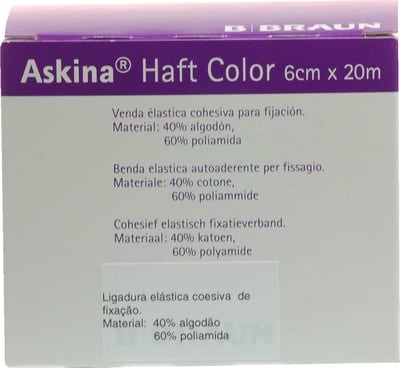 B|BRAUN
Askina® Haft Color 6cm x 20m
Venda élastica cohesiva para fijación.
Material: 40% algodón,
60% poliamida
Benda elastica autoaderente per fissagio.
Materiale: 40% cotone,
60% poliammide
Cohesief elastisch fixatieverband.
Materiaal: 40% katoen,
60% polyamide
Ligadura elástica coesiva de
fixação.
Material: 40% algodão
60% poliamida
B|BRAUN